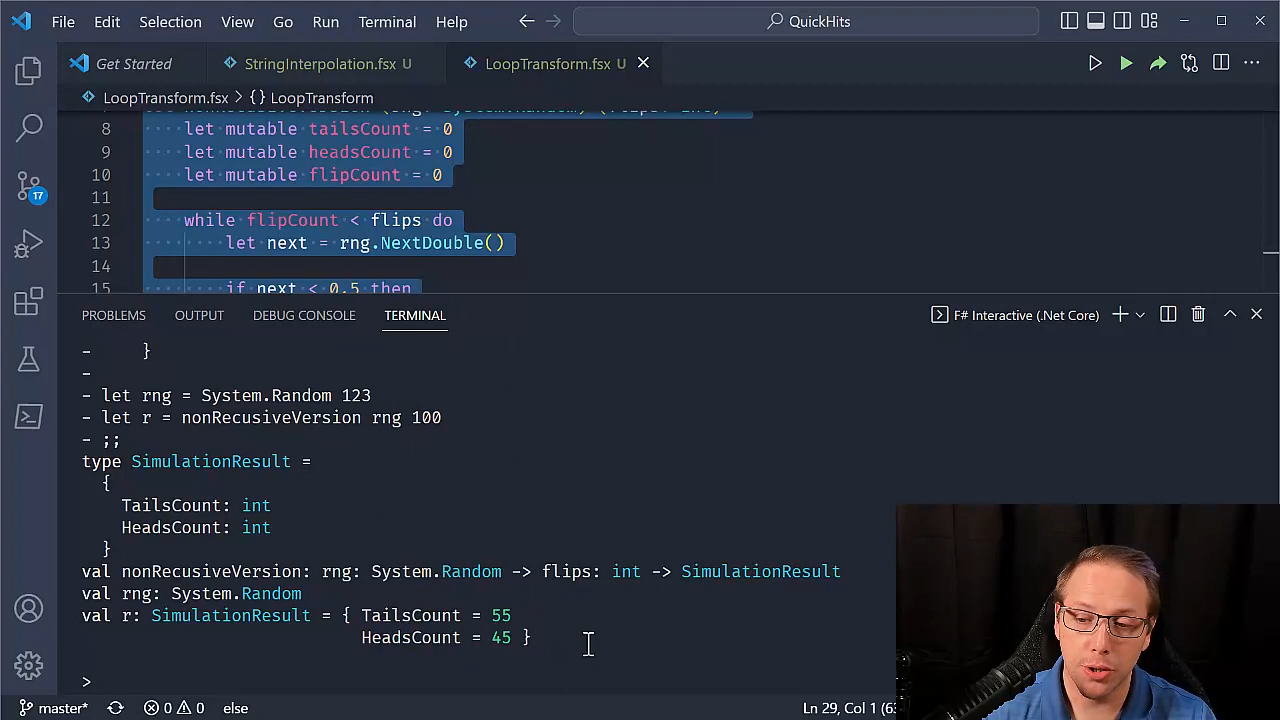 File Edit Selection View Go Run Terminal Help QuickHits
Get Started StringInterpolation.fsx U LoopTransform.fsx U
LoopTransform.fsx > {} LoopTransform
8 let mutable tailsCount = 0
9 let mutable headsCount = 0
10 let mutable flipCount = 0
11
12 while flipCount < flips do
13 let next = rng.NextDouble()
14
15 if next < 0.5 then
17
PROBLEMS OUTPUT DEBUG CONSOLE TERMINAL F# Interactive (.Net Core)
- }
-
- let rng = System.Random 123
- let r = nonRecusiveVersion rng 100
- ;;
type SimulationResult =
{
TailsCount: int
HeadsCount: int
}
val nonRecusiveVersion: rng: System.Random -> flips: int -> SimulationResult
val rng: System.Random
val r: SimulationResult = { TailsCount = 55
HeadsCount = 45 }
>
master* 0 0 else Ln 29, Col 1